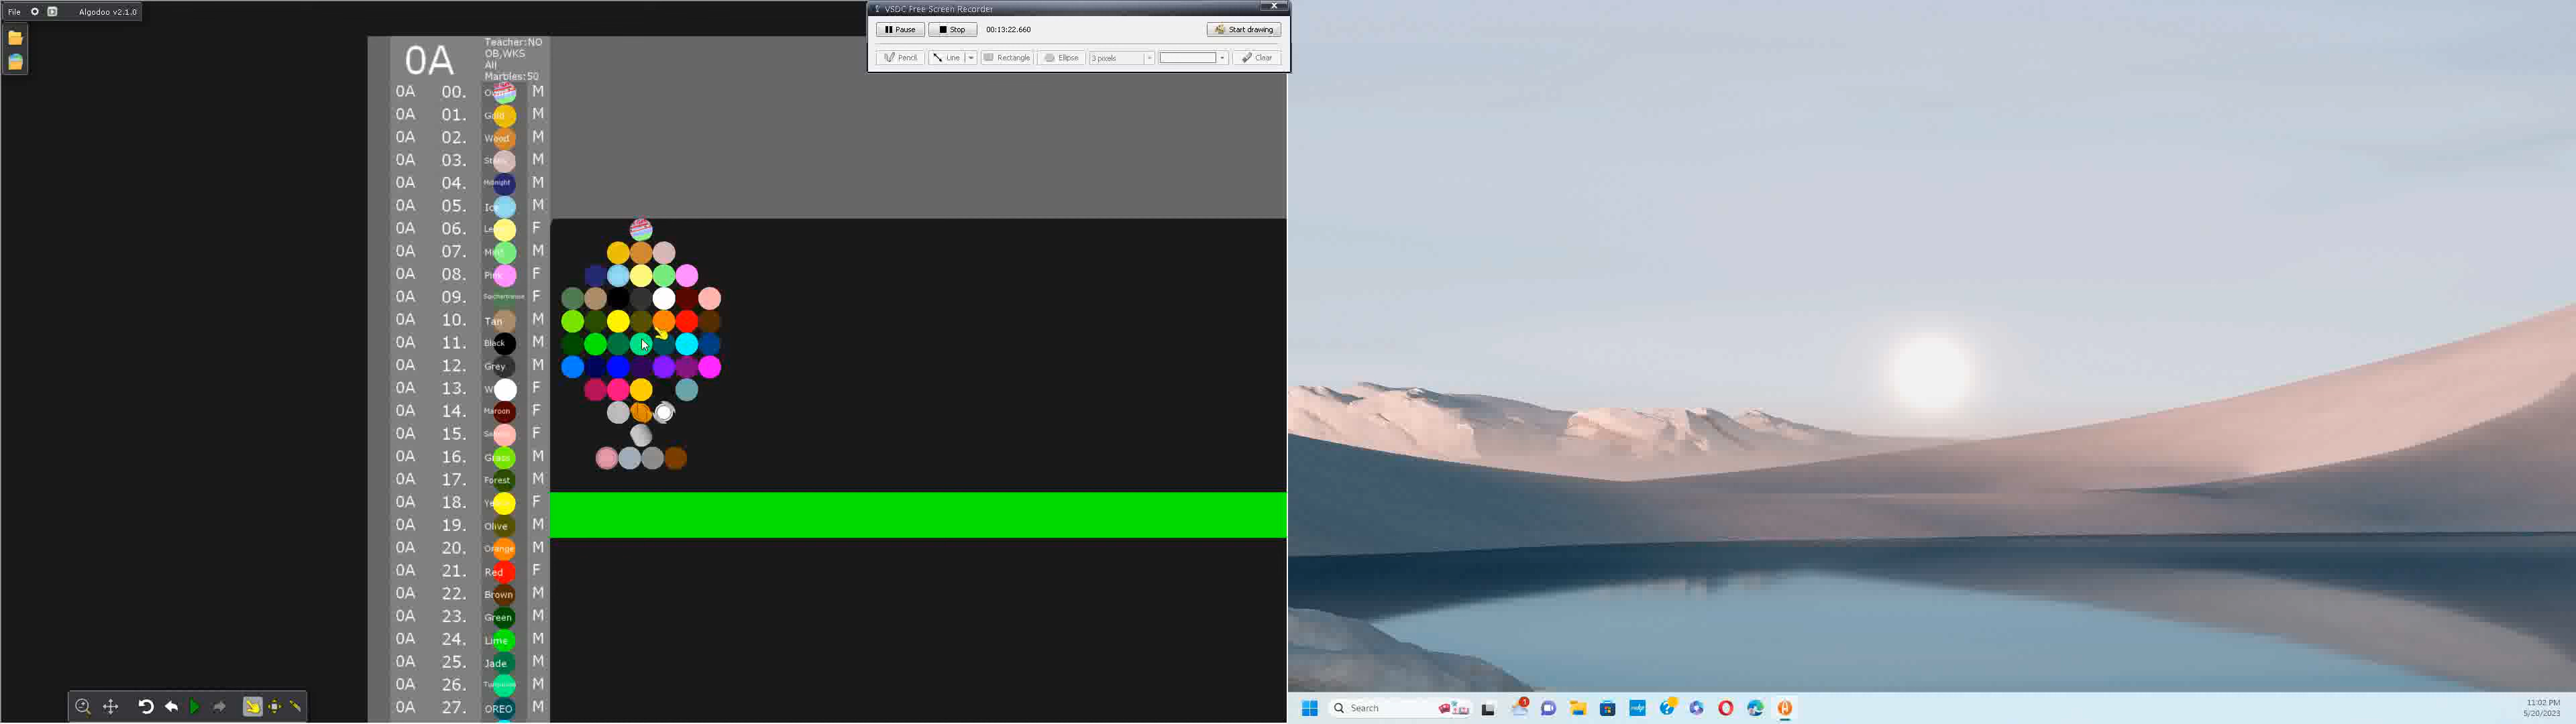 File Algodoo v2.1.0
VSDC Free Screen Recorder
Pause Stop 00:13:22.660 Start drawing
Pencil Line Rectangle Ellipse 3 pixels Clear
0A
Teacher:NO
OB,WKS
All
Marbles:50
0A 00. M
0A 01. Gold M
0A 02. Wood M
0A 03. M
0A 04. Midnight M
0A 05. Ice M
0A 06. F
0A 07. Mint M
0A 08. Pink F
0A 09. F
0A 10. Tan M
0A 11. Black M
0A 12. Grey M
0A 13. F
0A 14. Maroon F
0A 15. F
0A 16. Grass M
0A 17. Forest M
0A 18. Yellow F
0A 19. Olive M
0A 20. Orange M
0A 21. Red F
0A 22. Brown M
0A 23. Green M
0A 24. Lime M
0A 25. Jade M
0A 26. Turquoise M
0A 27. OREO M
Search
11:02 PM
5/20/2023